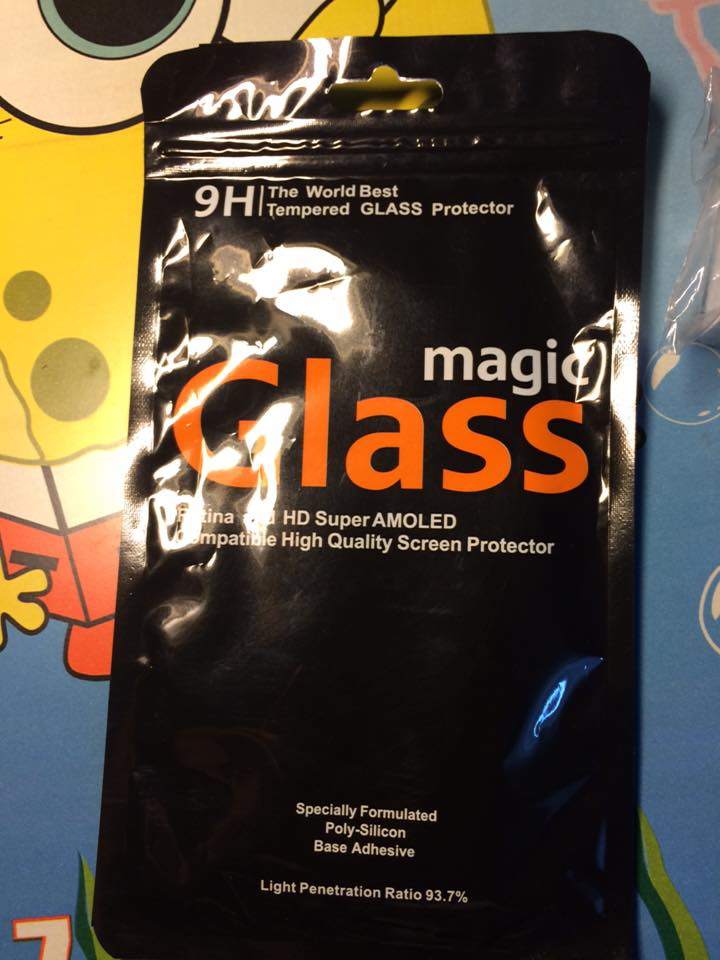 9H The World Best
Tempered GLASS Protector
magic
Glass
HD Super AMOLED
Compatible High Quality Screen Protector
Specially Formulated
Poly-Silicon
Base Adhesive
Light Penetration Ratio 93.7%